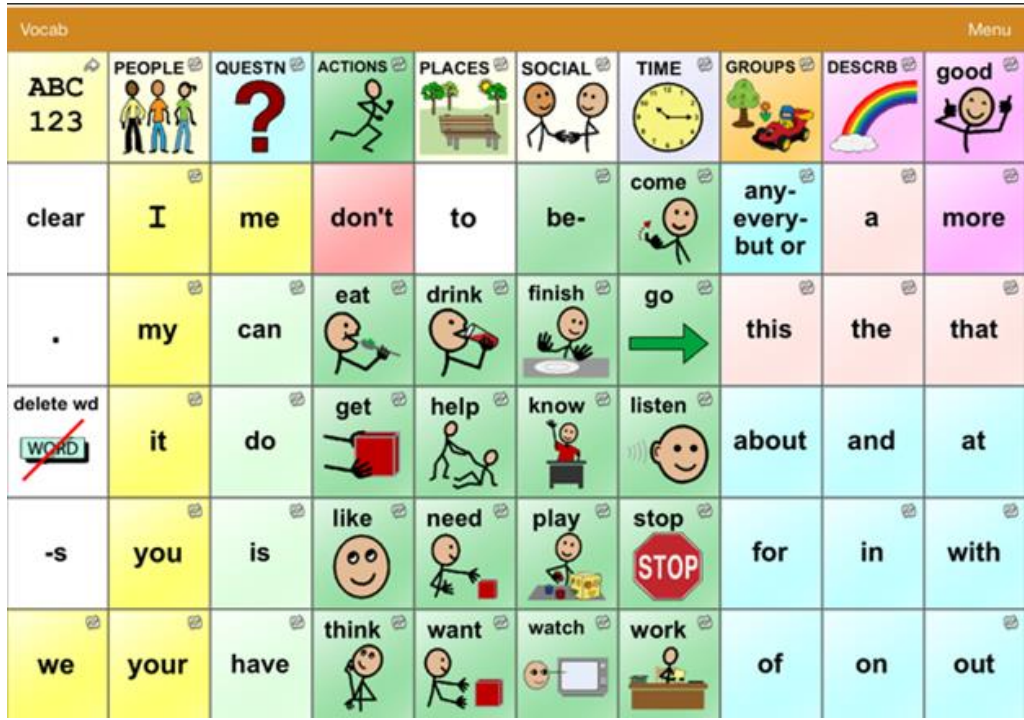 Vocab Menu
ABC
123
PEOPLE
QUESTN
ACTIONS
PLACES
SOCIAL
TIME
GROUPS
DESCRB
good
clear
I
me
don't
to
be-
come
any-
every-
but or
a
more
.
my
can
eat
drink
finish
go
this
the
that
delete wd
WORD
it
do
get
help
know
listen
about
and
at
-s
you
is
like
need
play
stop
STOP
for
in
with
we
your
have
think
want
watch
work
of
on
out